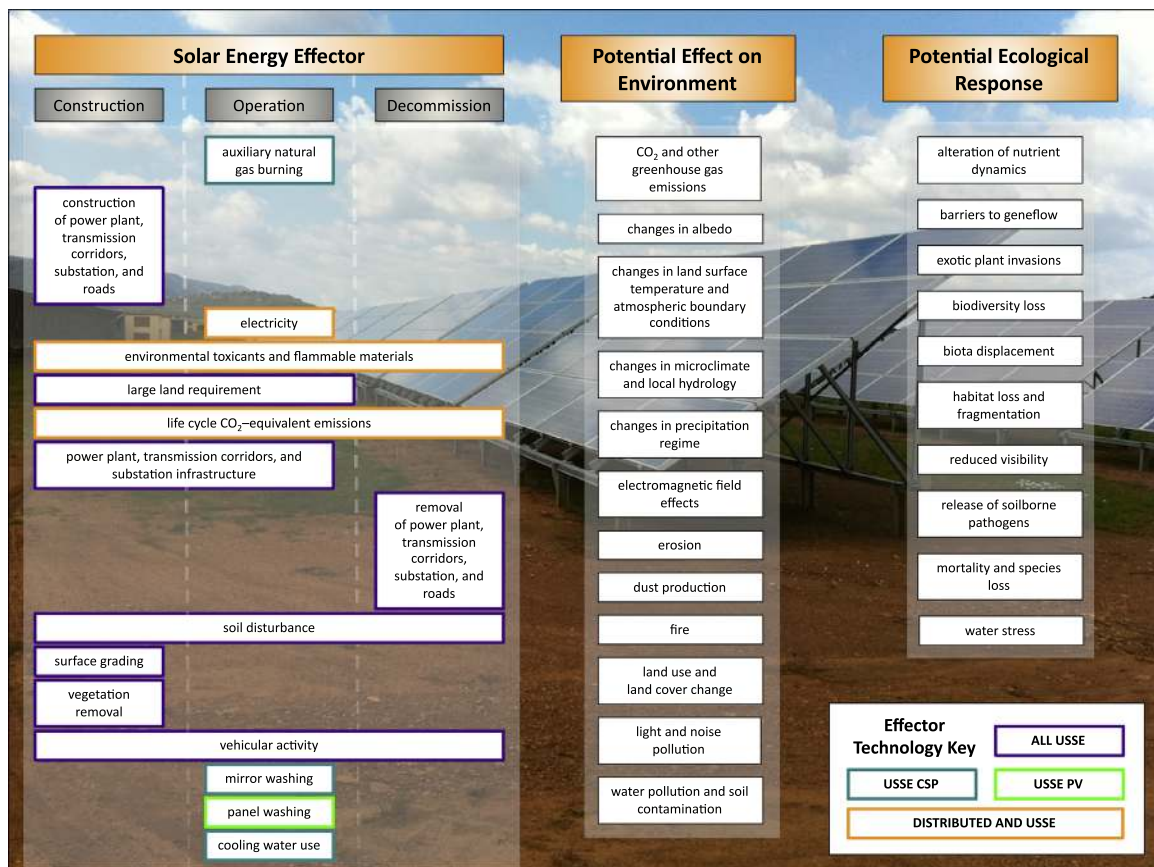 Solar Energy Effector
Construction
Operation
Decommission
auxiliary natural
gas burning
construction
of power plant,
transmission
corridors,
substation, and
roads
electricity
environmental toxicants and flammable materials
large land requirement
life cycle CO₂–equivalent emissions
power plant, transmission corridors, and
substation infrastructure
removal
of power plant,
transmission
corridors,
substation, and
roads
soil disturbance
surface grading
vegetation
removal
vehicular activity
mirror washing
panel washing
cooling water use
Potential Effect on
Environment
CO₂ and other
greenhouse gas
emissions
changes in albedo
changes in land surface
temperature and
atmospheric boundary
conditions
changes in microclimate
and local hydrology
changes in precipitation
regime
electromagnetic field
effects
erosion
dust production
fire
land use and
land cover change
light and noise
pollution
water pollution and soil
contamination
Potential Ecological
Response
alteration of nutrient
dynamics
barriers to geneflow
exotic plant invasions
biodiversity loss
biota displacement
habitat loss and
fragmentation
reduced visibility
release of soilborne
pathogens
mortality and species
loss
water stress
Effector
Technology Key
ALL USSE
USSE CSP
USSE PV
DISTRIBUTED AND USSE